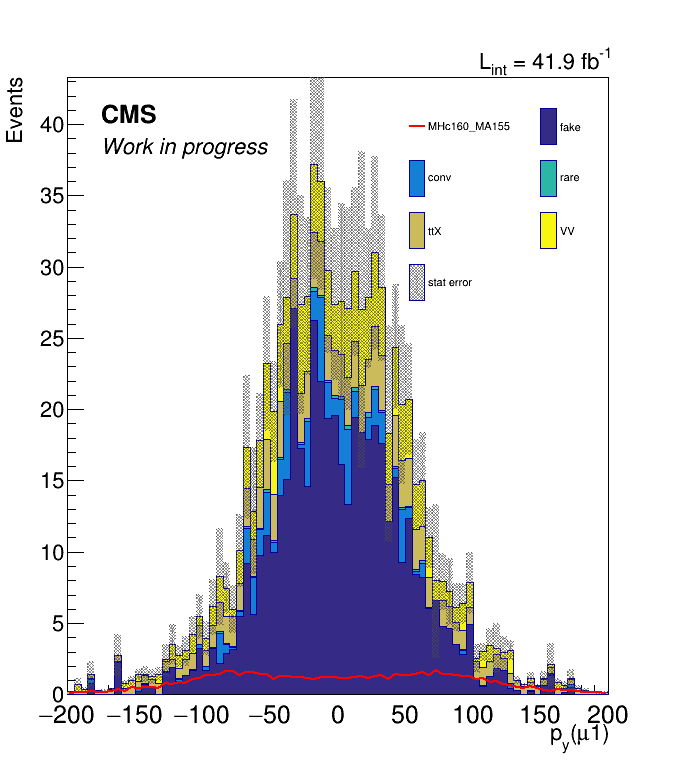 L_int = 41.9 fb^-1
Events
CMS
Work in progress
MHc160_MA155
fake
conv
rare
ttX
VV
stat error
40
35
30
25
20
15
10
5
0
−200 −150 −100 −50 0 50 100 150 200
p_y(μ1)